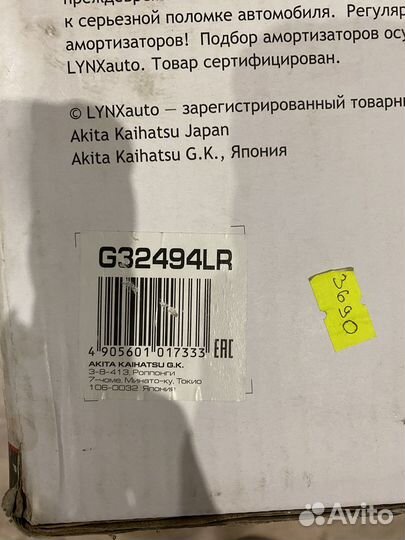 к серьезной поломке автомобиля. Регуляр
амортизаторов! Подбор амортизаторов осу
LYNXauto. Товар сертифицирован.
© LYNXauto — зарегистрированный товарн
Akita Kaihatsu Japan
Akita Kaihatsu G.K., Япония
G32494LR
4 905601 017333
EAC
AKITA KAIHATSU G.K.
3-8-413, Роппонги
7-чоме, Минато-ку, Токио
106-0032 Япония
3690
Avito